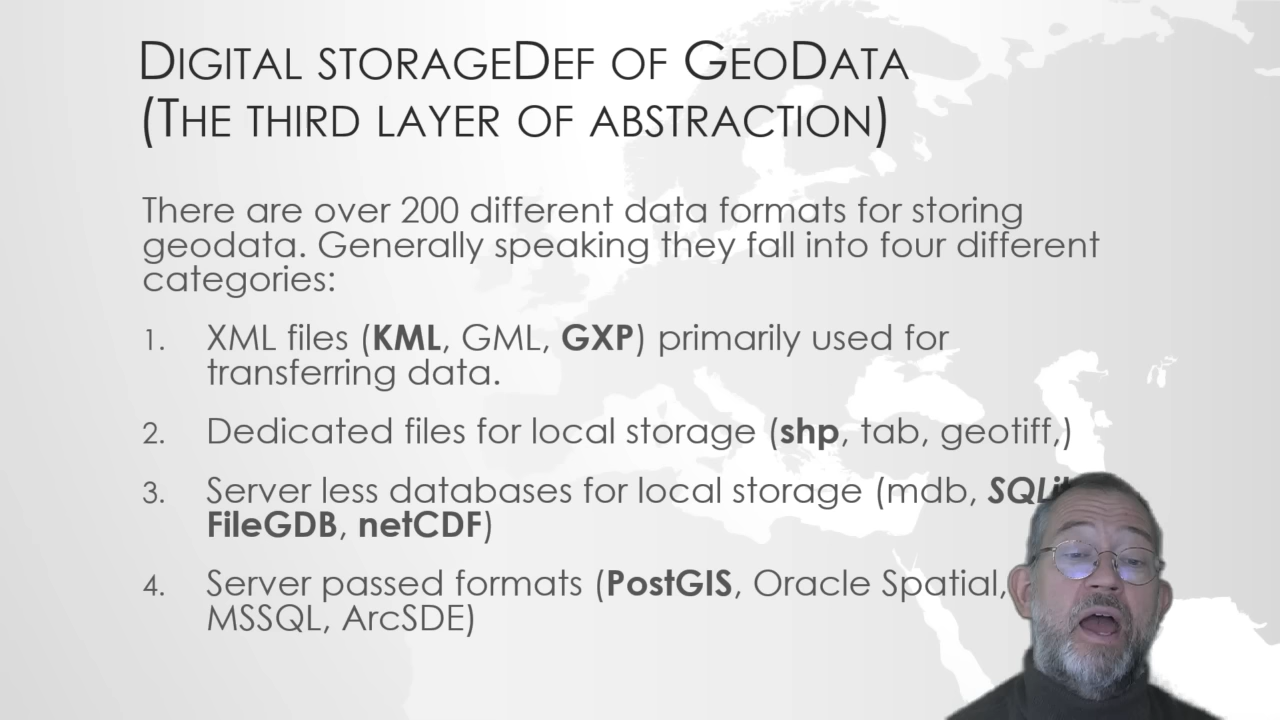 DIGITAL STORAGEDEF OF GEODATA
(THE THIRD LAYER OF ABSTRACTION)
There are over 200 different data formats for storing
geodata. Generally speaking they fall into four different
categories:
1. XML files (KML, GML, GXP) primarily used for
transferring data.
2. Dedicated files for local storage (shp, tab, geotiff,)
3. Server less databases for local storage (mdb,
FileGDB, netCDF)
4. Server passed formats (PostGIS, Oracle Spatial,
MSSQL, ArcSDE)